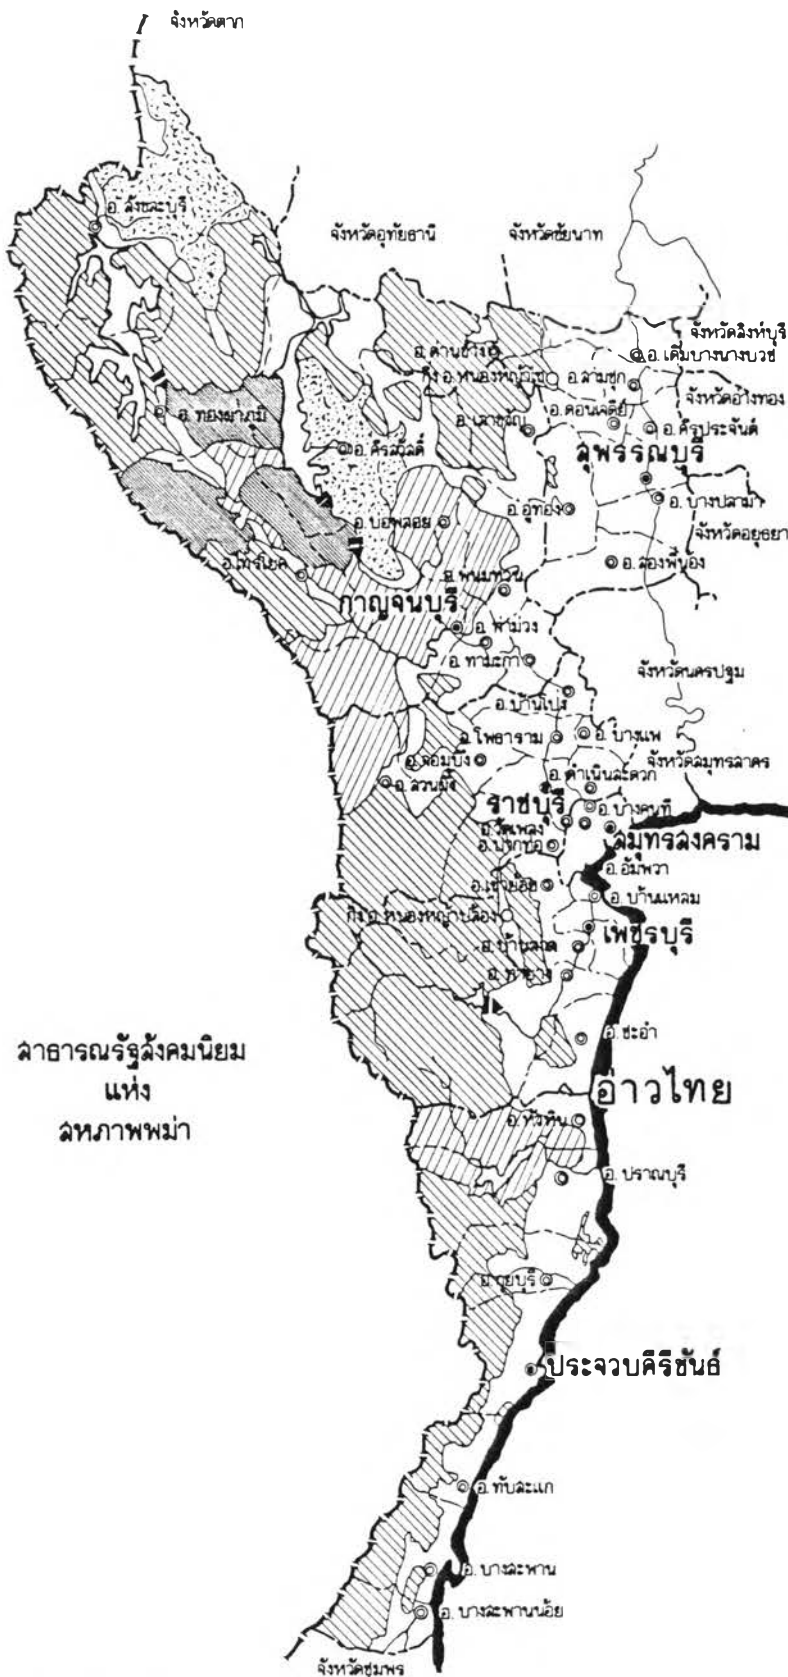 จังหวัดตาก
อ. สังขละบุรี
จังหวัดอุทัยธานี
จังหวัดชัยนาท
จังหวัดสิงห์บุรี
อ. ด่านช้าง
อ. เดิมบางนางบวช
กิ่ง อ. หนองหญ้าไซ
อ. สามชุก
จังหวัดอ่างทอง
อ. ทองผาภูมิ
อ. เลาขวัญ
อ. ดอนเจดีย์
อ. ศรีประจันต์
อ. ศรีสวัสดิ์
สุพรรณบุรี
อ. บางปลาม้า
อ. บ่อพลอย
อ. อู่ทอง
จังหวัดอยุธยา
อ. ไทรโยค
อ. พนมทวน
อ. สองพี่น้อง
กาญจนบุรี
อ. ท่าม่วง
อ. ท่ามะกา
จังหวัดนครปฐม
อ. บ้านโป่ง
อ. โพธาราม
อ. บางแพ
อ. จอมบึง
จังหวัดสมุทรสาคร
อ. สวนผึ้ง
อ. ดำเนินสะดวก
ราชบุรี
อ. บางคนที
อ. วัดเพลง
สมุทรสงคราม
อ. ปากท่อ
อ. อัมพวา
อ. เขาย้อย
อ. บ้านแหลม
กิ่ง อ. หนองหญ้าปล้อง
เพชรบุรี
อ. บ้านลาด
อ. ท่ายาง
อ. ชะอำ
สาธารณรัฐสังคมนิยม
แห่ง
สหภาพพม่า
อ่าวไทย
อ. หัวหิน
อ. ปราณบุรี
อ. กุยบุรี
ประจวบคีรีขันธ์
อ. ทับสะแก
อ. บางสะพาน
อ. บางสะพานน้อย
จังหวัดชุมพร